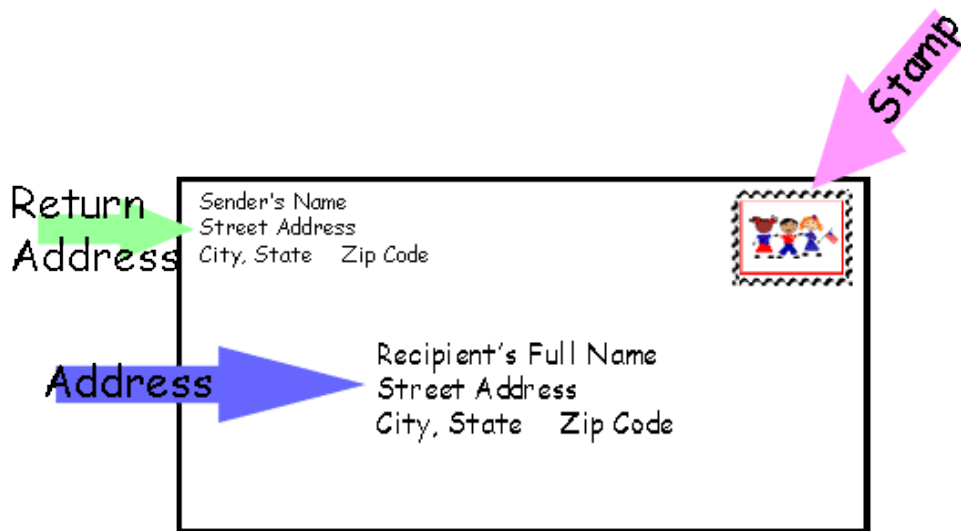 Stamp
Return
Address
Sender's Name
Street Address
City, State Zip Code
Address
Recipient's Full Name
Street Address
City, State Zip Code